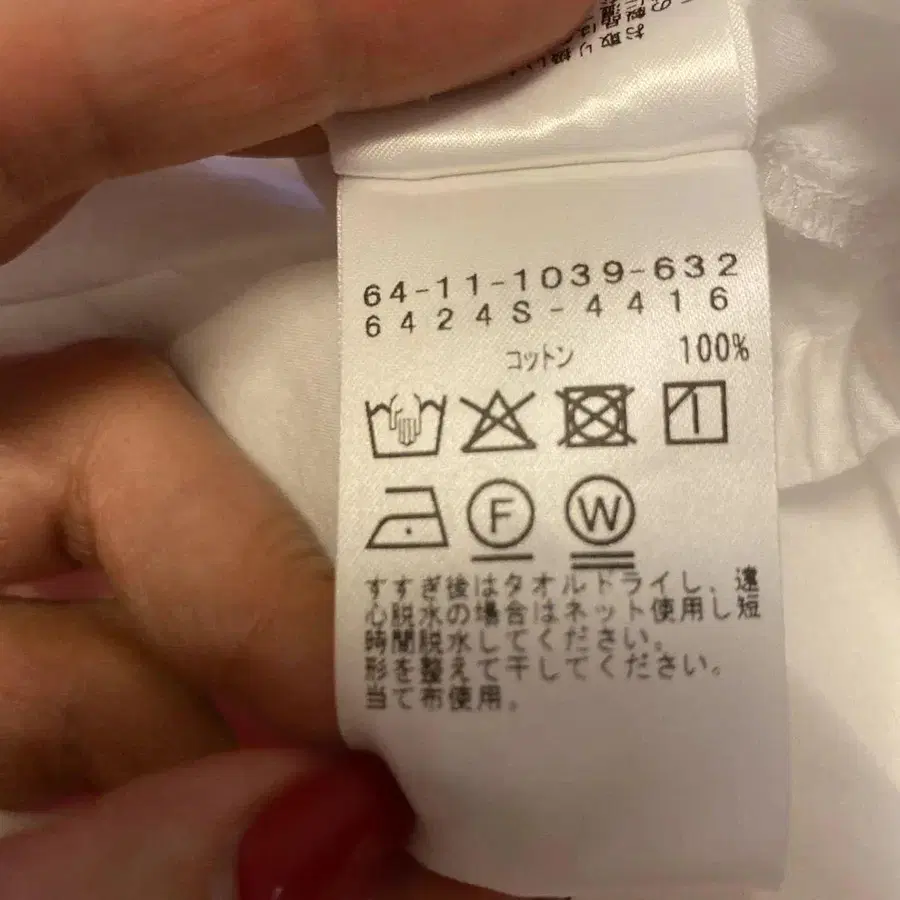 64-11-1039-632
6424S-4416
コットン 100%
F W
すすぎ後はタオルドライし、遠
心脱水の場合はネット使用し短
時間脱水してください。
形を整えて干してください。
当て布使用。